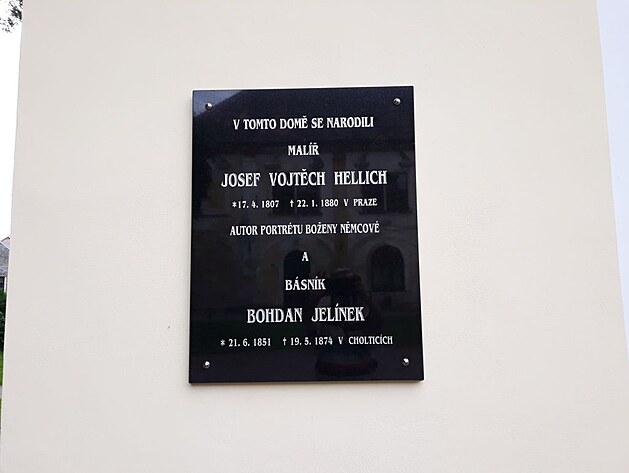 V TOMTO DOMĚ SE NARODILI
MALÍŘ
JOSEF VOJTĚCH HELLICH
*17. 4. 1807 † 22. 1. 1880 V PRAZE
AUTOR PORTRÉTU BOŽENY NĚMCOVÉ
A
BÁSNÍK
BOHDAN JELÍNEK
* 21. 6. 1851 † 19. 5. 1874 V CHOLTICÍCH